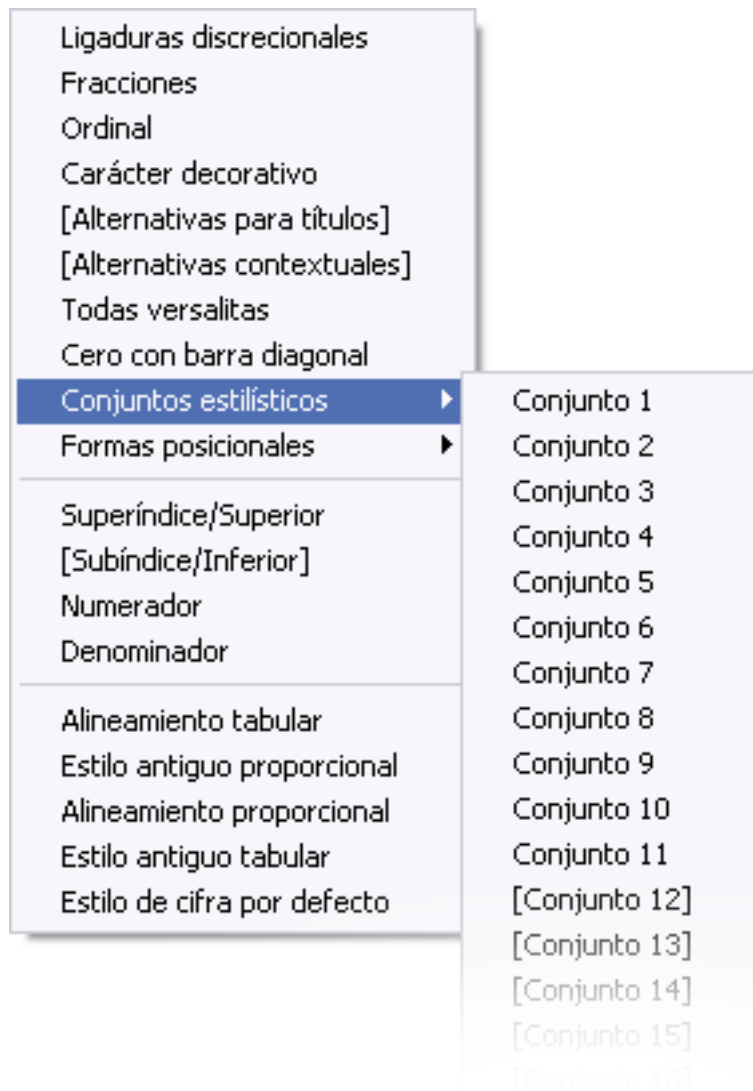 Ligaduras discrecionales
Fracciones
Ordinal
Carácter decorativo
[Alternativas para títulos]
[Alternativas contextuales]
Todas versalitas
Cero con barra diagonal
Conjuntos estilísticos
Formas posicionales
Superíndice/Superior
[Subíndice/Inferior]
Numerador
Denominador
Alineamiento tabular
Estilo antiguo proporcional
Alineamiento proporcional
Estilo antiguo tabular
Estilo de cifra por defecto
Conjunto 1
Conjunto 2
Conjunto 3
Conjunto 4
Conjunto 5
Conjunto 6
Conjunto 7
Conjunto 8
Conjunto 9
Conjunto 10
Conjunto 11
[Conjunto 12]
[Conjunto 13]
[Conjunto 14]
[Conjunto 15]
[Conjunto 16]